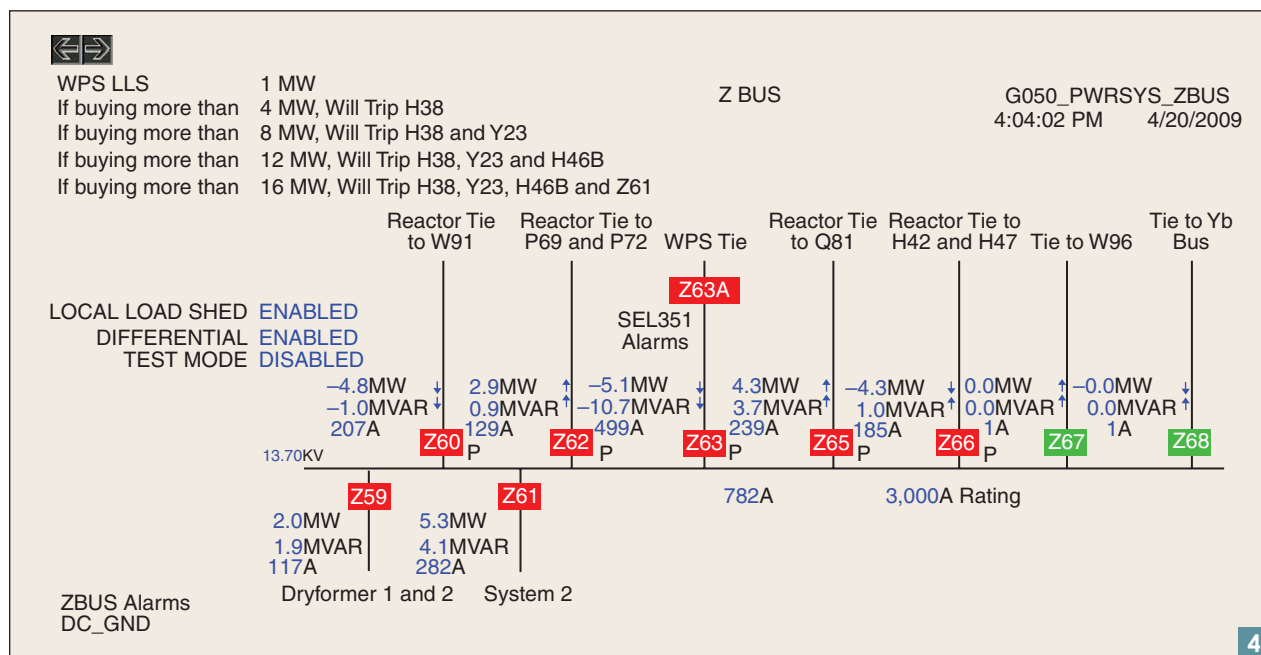 WPS LLS 1 MW
If buying more than 4 MW, Will Trip H38
If buying more than 8 MW, Will Trip H38 and Y23
If buying more than 12 MW, Will Trip H38, Y23 and H46B
If buying more than 16 MW, Will Trip H38, Y23, H46B and Z61
Z BUS
G050_PWRSYS_ZBUS
4:04:02 PM 4/20/2009
Reactor Tie to W91
Reactor Tie to P69 and P72
WPS Tie
Reactor Tie to Q81
Reactor Tie to H42 and H47
Tie to W96
Tie to Yb Bus
Z63A
SEL351
Alarms
LOCAL LOAD SHED ENABLED
DIFFERENTIAL ENABLED
TEST MODE DISABLED
–4.8MW ↓ 2.9MW ↑ –5.1MW ↓ 4.3MW ↑ –4.3MW ↓ 0.0MW ↑ –0.0MW ↓
–1.0MVAR ↓ 0.9MVAR ↑ –10.7MVAR ↓ 3.7MVAR ↑ 1.0MVAR ↑ 0.0MVAR ↑ 0.0MVAR ↑
207A 129A 499A 239A 185A 1A 1A
Z60 P Z62 P Z63 P Z65 P Z66 P Z67 Z68
13.70KV
Z59 Z61 782A 3,000A Rating
2.0MW 5.3MW
1.9MVAR 4.1MVAR
117A 282A
Dryformer 1 and 2 System 2
ZBUS Alarms
DC_GND
4